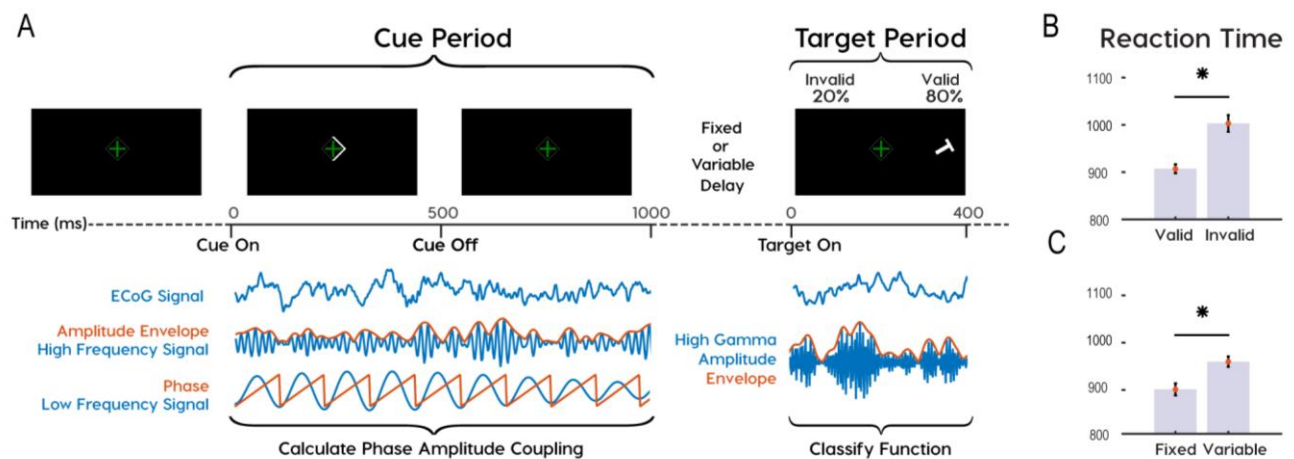 A
Cue Period
Target Period
Invalid
20%
Valid
80%
Fixed
or
Variable
Delay
Time (ms)
0
500
1000
0
400
Cue On
Cue Off
Target On
ECoG Signal
Amplitude Envelope
High Frequency Signal
Phase
Low Frequency Signal
High Gamma
Amplitude
Envelope
Calculate Phase Amplitude Coupling
Classify Function
B
Reaction Time
1100
*
1000
900
800
Valid Invalid
C
1100
*
1000
900
800
Fixed Variable